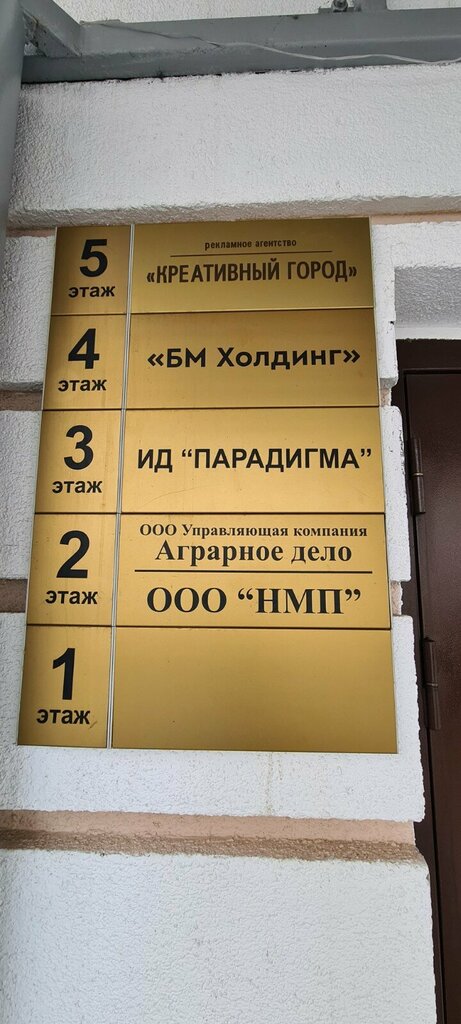 5
этаж
рекламное агентство
«КРЕАТИВНЫЙ ГОРОД»
4
этаж
«БМ Холдинг»
3
этаж
ИД “ПАРАДИГМА”
2
этаж
ООО Управляющая компания
Аграрное дело
ООО “НМП”
1
этаж